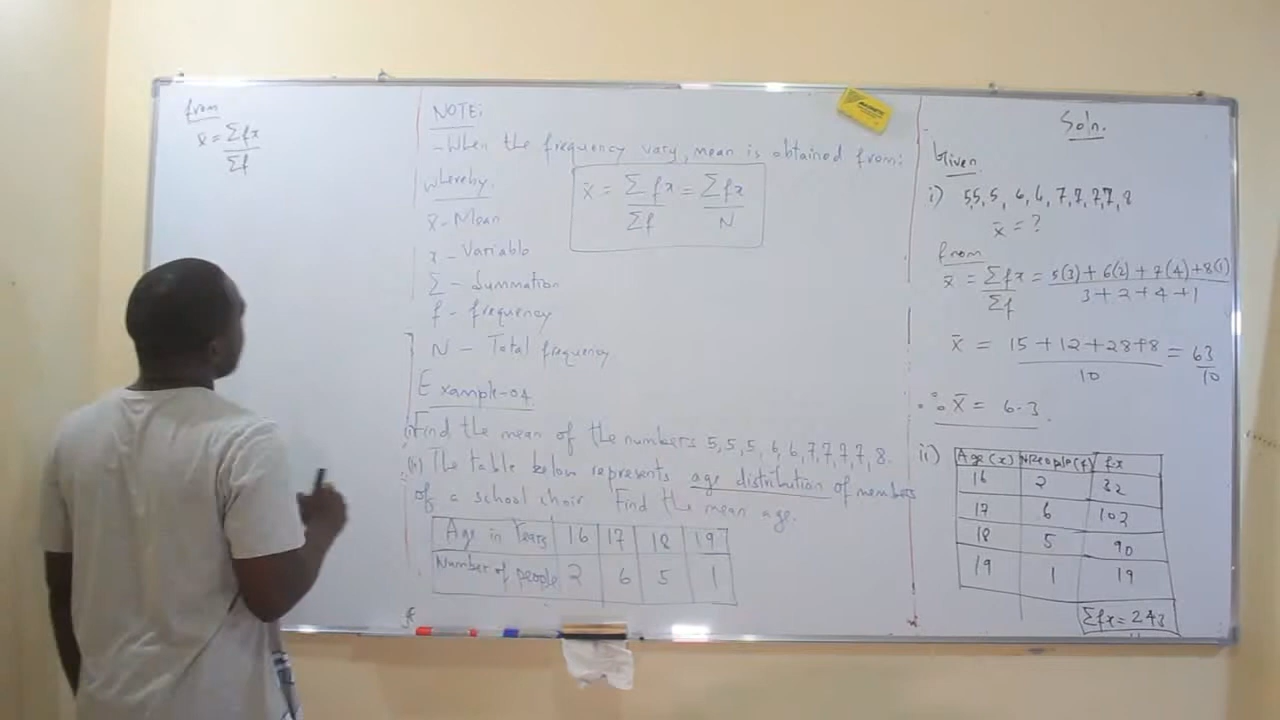 from
x̄ = Σfx
Σf
NOTE:
- When the frequency vary, mean is obtained from:
whereby.
x̄ = Σfx = Σfx
Σf N
x̄ - Mean
x - Variable
Σ - Summation
f - frequency
N - Total frequency
Example-04
(i) Find the mean of the numbers 5,5,5,6,6,7,7,7,7,8.
(ii) The table below represents age distribution of members
of a school choir. Find the mean age.
Age in Years 16 17 18 19
Number of people 2 6 5 1
Soln.
Given
i) 5,5,5, 6,6,7,7,7,7,8
x̄ = ?
from
x̄ = Σfx = 5(3) + 6(2) + 7(4) + 8(1)
Σf 3+2+4+1
x̄ = 15+12+28+8 = 63
10 10
∴ x̄ = 6.3
ii) Age (x) N.People(f) fx
16 2 32
17 6 102
18 5 90
19 1 19
Σfx = 243